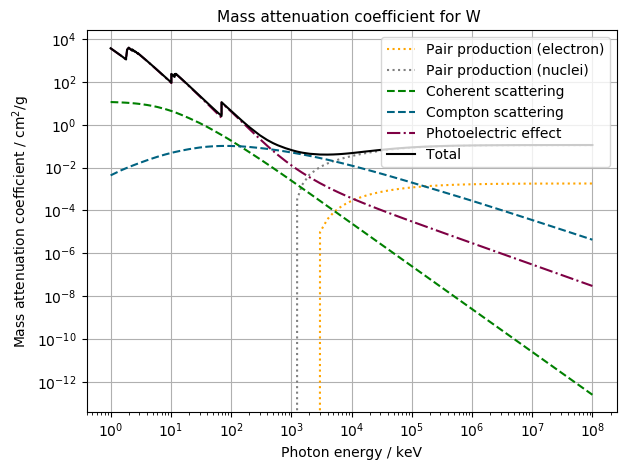 Mass attenuation coefficient for W
Mass attenuation coefficient / cm²/g
10⁴
10²
10⁰
10⁻²
10⁻⁴
10⁻⁶
10⁻⁸
10⁻¹⁰
10⁻¹²
Pair production (electron)
Pair production (nuclei)
Coherent scattering
Compton scattering
Photoelectric effect
Total
10⁰ 10¹ 10² 10³ 10⁴ 10⁵ 10⁶ 10⁷ 10⁸
Photon energy / keV